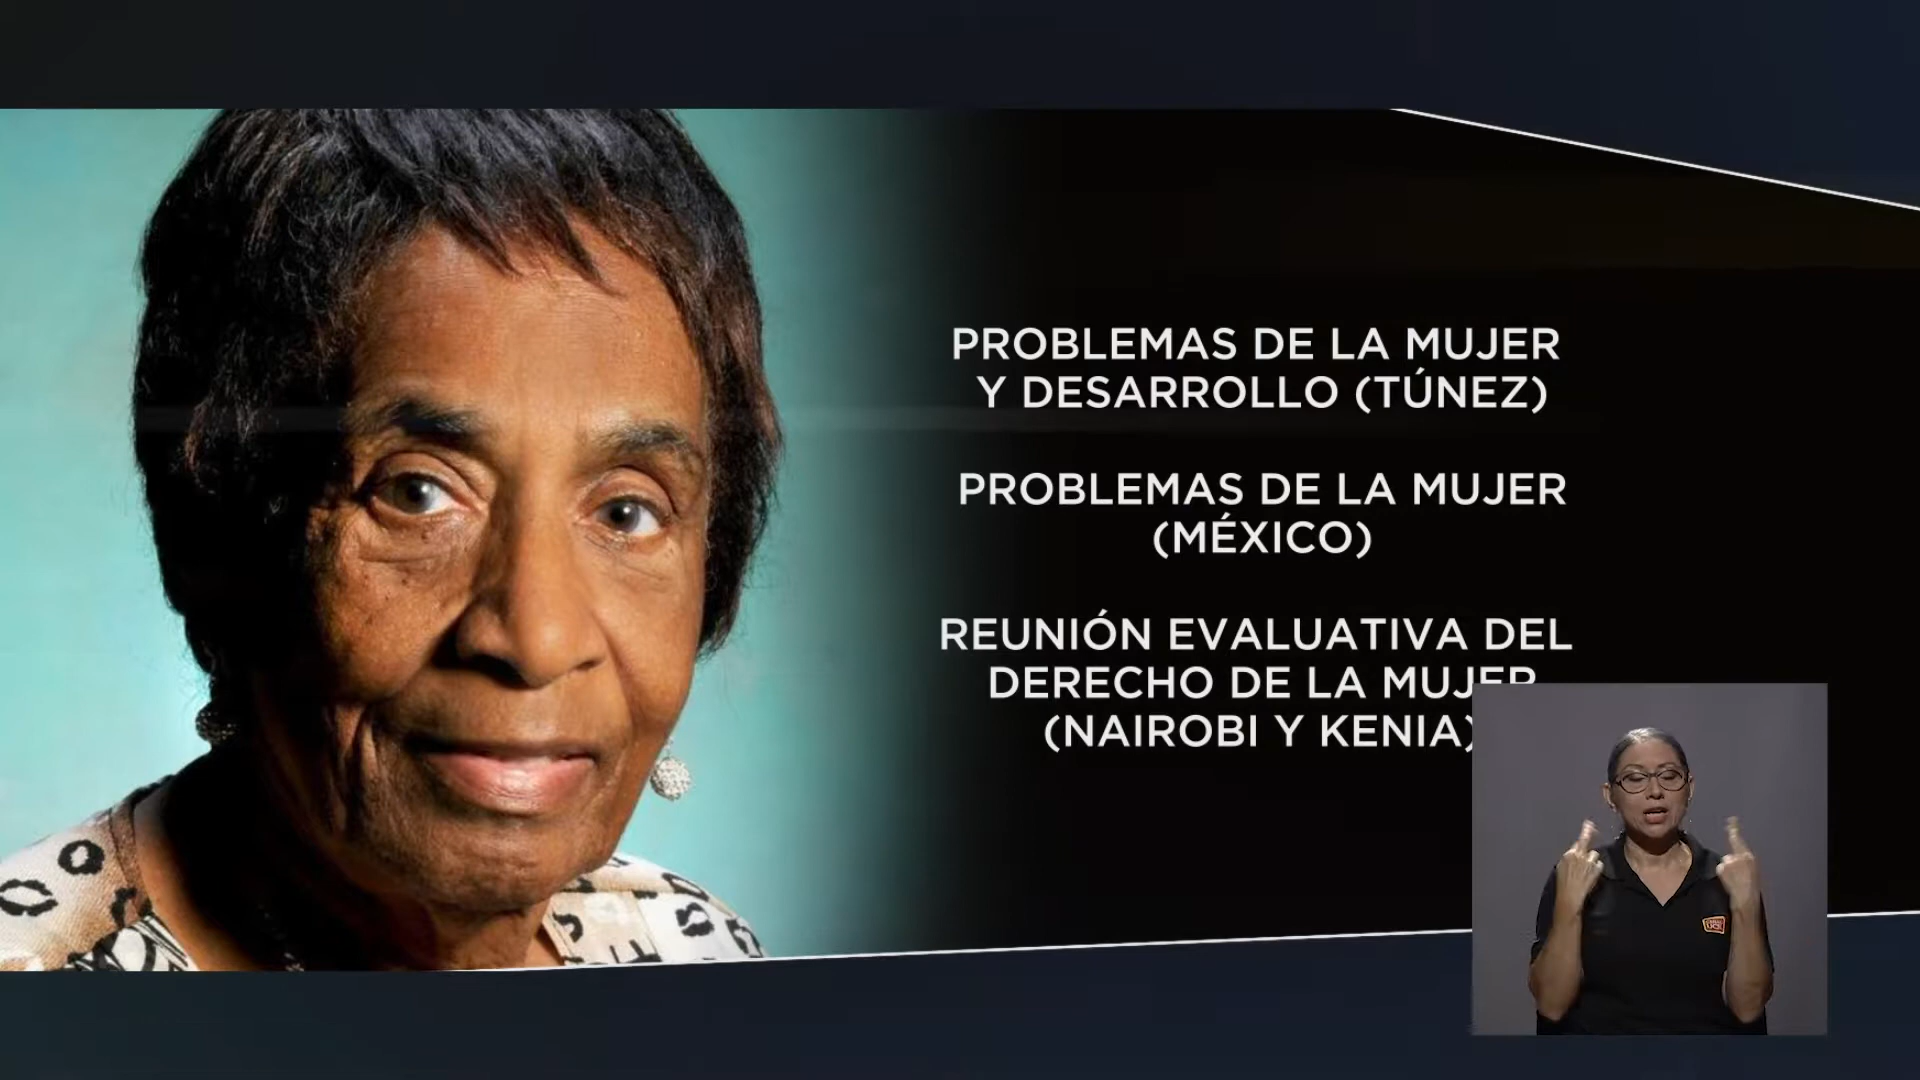 PROBLEMAS DE LA MUJER
Y DESARROLLO (TÚNEZ)
PROBLEMAS DE LA MUJER
(MÉXICO)
REUNIÓN EVALUATIVA DEL
DERECHO DE LA MUJER
(NAIROBI Y KENIA)